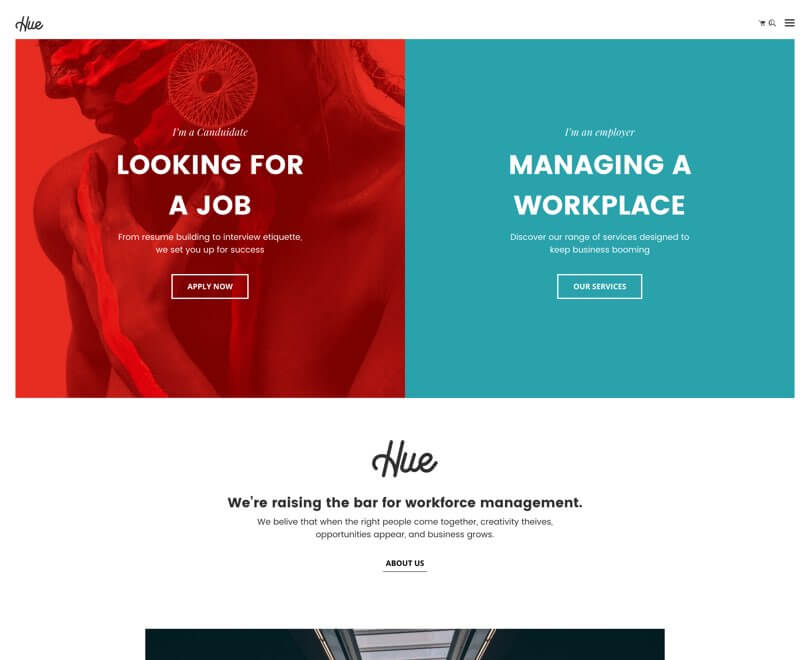 Hue
0
I'm a Canduidate
LOOKING FOR
A JOB
From resume building to interview etiquette,
we set you up for success
APPLY NOW
I'm an employer
MANAGING A
WORKPLACE
Discover our range of services designed to
keep business booming
OUR SERVICES
Hue
We're raising the bar for workforce management.
We belive that when the right people come together, creativity theives,
opportunities appear, and business grows.
ABOUT US